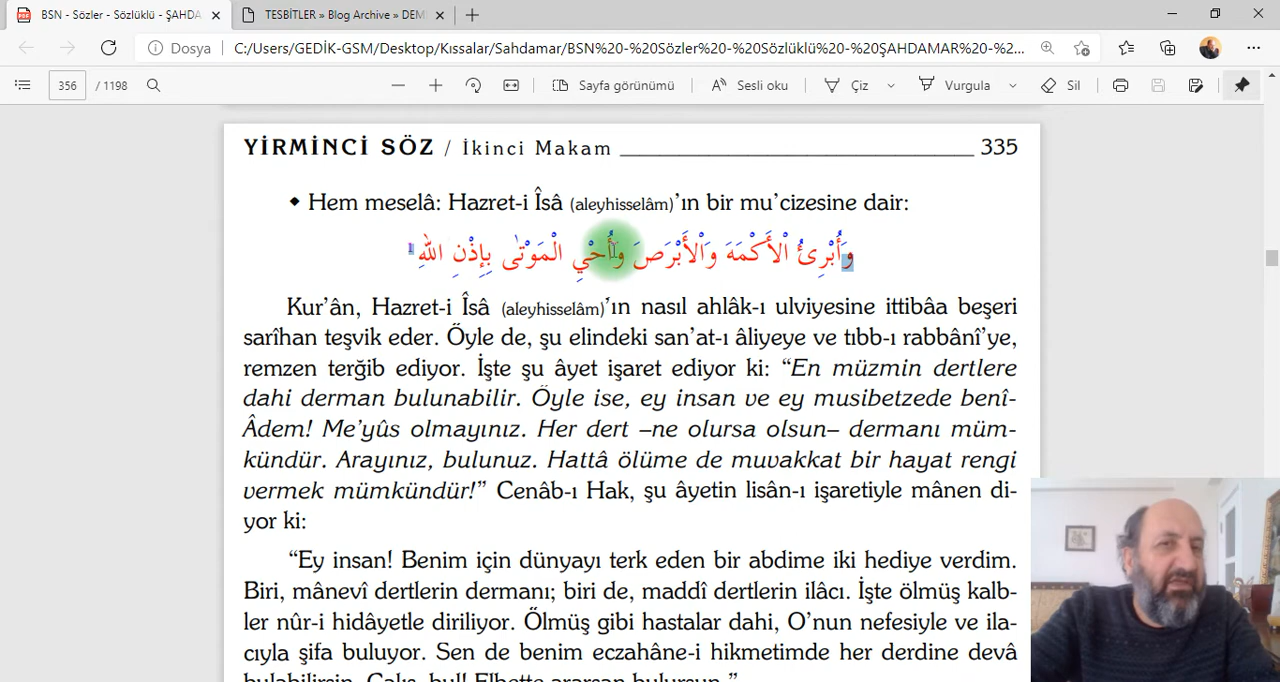 BSN - Sözler - Sözlüklü - ŞAHDA
TESBİTLER » Blog Archive » DEM
Dosya C:/Users/GEDİK-GSM/Desktop/Kıssalar/Sahdamar/BSN%20-%20Sözler%20-%20Sözlüklü%20-%20ŞAHDAMAR%20-%2...
356 / 1198 Sayfa görünümü Sesli oku Çiz Vurgula Sil
YİRMİNCİ SÖZ / İkinci Makam 335
◆ Hem meselâ: Hazret-i Îsâ (aleyhisselâm)’ın bir mu’cizesine dair:
وَأُبْرِئُ الْأَكْمَهَ وَالْأَبْرَصَ وَأُحْيِ الْمَوْتٰى بِإِذْنِ اللّٰهِ 1
Kur’ân, Hazret-i Îsâ (aleyhisselâm)’ın nasıl ahlâk-ı ulviyesine ittibâa beşeri
sarîhan teşvik eder. Öyle de, şu elindeki san’at-ı âliyeye ve tıbb-ı rabbânî’ye,
remzen terğib ediyor. İşte şu âyet işaret ediyor ki: “En müzmin dertlere
dahi derman bulunabilir. Öyle ise, ey insan ve ey musibetzede benî-
Âdem! Me’yûs olmayınız. Her dert –ne olursa olsun– dermanı müm-
kündür. Arayınız, bulunuz. Hattâ ölüme de muvakkat bir hayat rengi
vermek mümkündür!” Cenâb-ı Hak, şu âyetin lisân-ı işaretiyle mânen di-
yor ki:
“Ey insan! Benim için dünyayı terk eden bir abdime iki hediye verdim.
Biri, mânevî dertlerin dermanı; biri de, maddî dertlerin ilâcı. İşte ölmüş kalb-
ler nûr-i hidâyetle diriliyor. Ölmüş gibi hastalar dahi, O’nun nefesiyle ve ila-
cıyla şifa buluyor. Sen de benim eczahâne-i hikmetimde her derdine devâ
bulabilirsin. Çalış, bul! Elbette ararsan bulursun.”